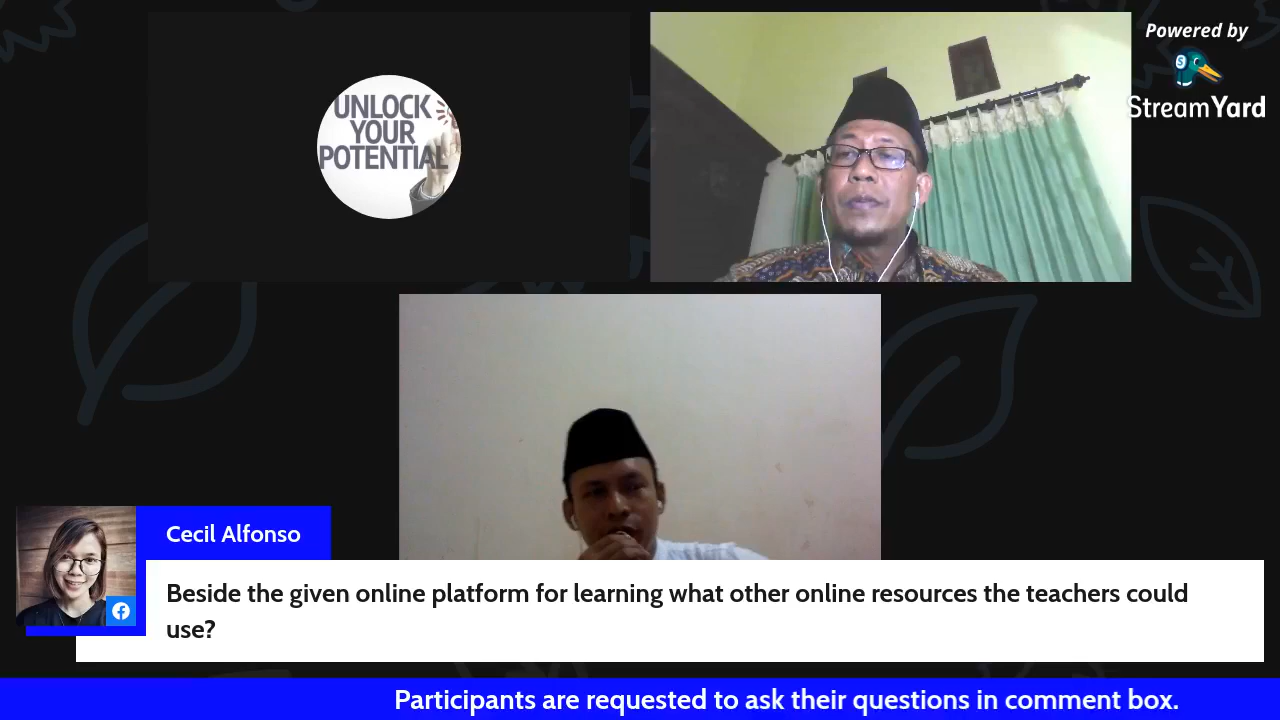 UNLOCK
YOUR
POTENTIAL
Powered by
S
StreamYard
Cecil Alfonso
Beside the given online platform for learning what other online resources the teachers could
use?
Participants are requested to ask their questions in comment box.